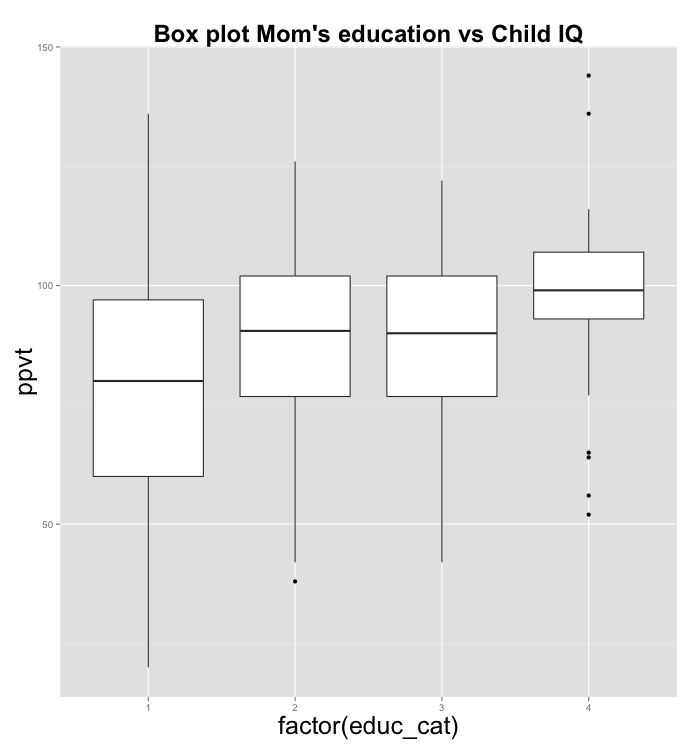 Box plot Mom's education vs Child IQ
150
100
50
ppvt
1 2 3 4
factor(educ_cat)